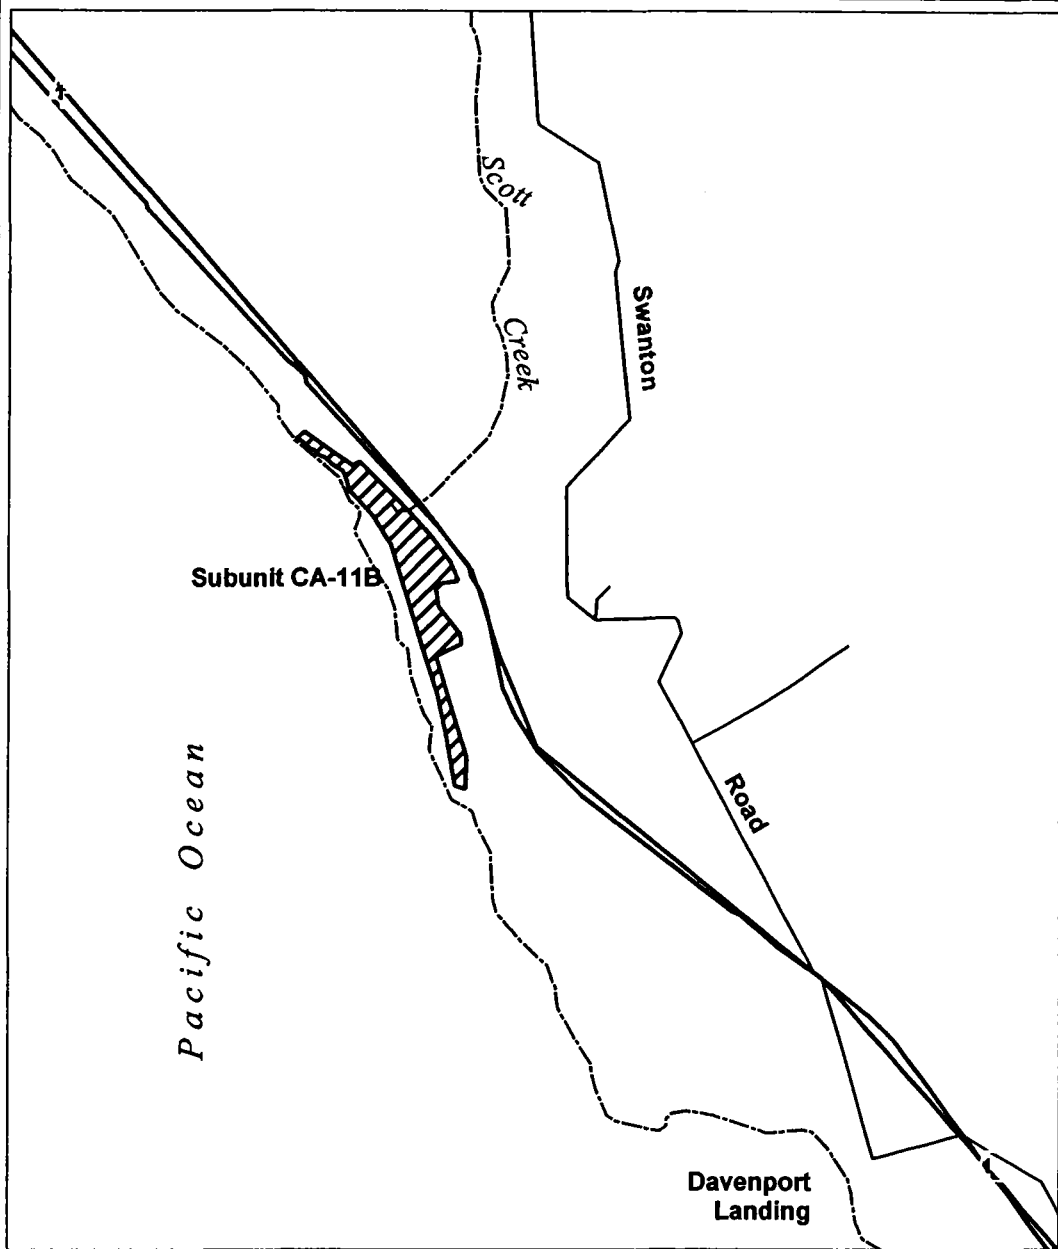 Scott
Creek
Swanton
Subunit CA-11B
Road
Pacific Ocean
Davenport
Landing